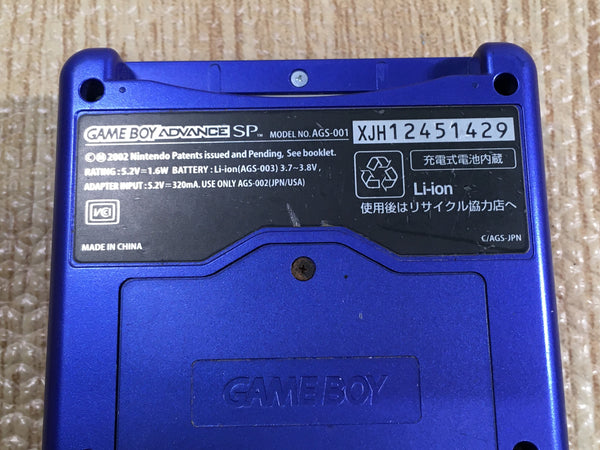 GAME BOY ADVANCE SP™ MODEL NO. AGS-001 XJH12451429
©Ⓜ 2002 Nintendo Patents issued and Pending, See booklet.
RATING : 5.2V⎓1.6W BATTERY : Li-ion(AGS-003) 3.7~3.8V ,
ADAPTER INPUT : 5.2V⎓320mA. USE ONLY AGS-002(JPN/USA)
充電式電池内蔵
Li-ion
使用後はリサイクル協力店へ
MADE IN CHINA
C/AGS-JPN
GAME BOY